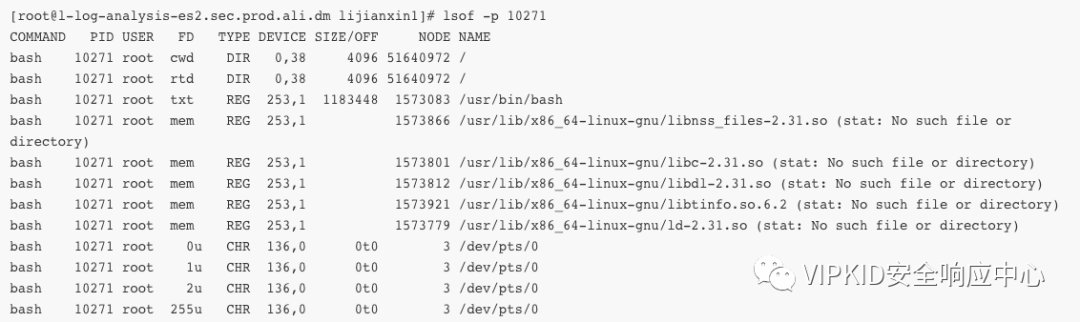 [root@l-log-analysis-es2.sec.prod.ali.dm lijianxin1]# lsof -p 10271
COMMAND PID USER FD TYPE DEVICE SIZE/OFF NODE NAME
bash 10271 root cwd DIR 0,38 4096 51640972 /
bash 10271 root rtd DIR 0,38 4096 51640972 /
bash 10271 root txt REG 253,1 1183448 1573083 /usr/bin/bash
bash 10271 root mem REG 253,1 1573866 /usr/lib/x86_64-linux-gnu/libnss_files-2.31.so (stat: No such file or
directory)
bash 10271 root mem REG 253,1 1573801 /usr/lib/x86_64-linux-gnu/libc-2.31.so (stat: No such file or directory)
bash 10271 root mem REG 253,1 1573812 /usr/lib/x86_64-linux-gnu/libdl-2.31.so (stat: No such file or directory)
bash 10271 root mem REG 253,1 1573921 /usr/lib/x86_64-linux-gnu/libtinfo.so.6.2 (stat: No such file or directory)
bash 10271 root mem REG 253,1 1573779 /usr/lib/x86_64-linux-gnu/ld-2.31.so (stat: No such file or directory)
bash 10271 root 0u CHR 136,0 0t0 3 /dev/pts/0
bash 10271 root 1u CHR 136,0 0t0 3 /dev/pts/0
bash 10271 root 2u CHR 136,0 0t0 3 /dev/pts/0
bash 10271 root 255u CHR 136,0 0t0 3 /dev/pts/0
VIPKID安全响应中心